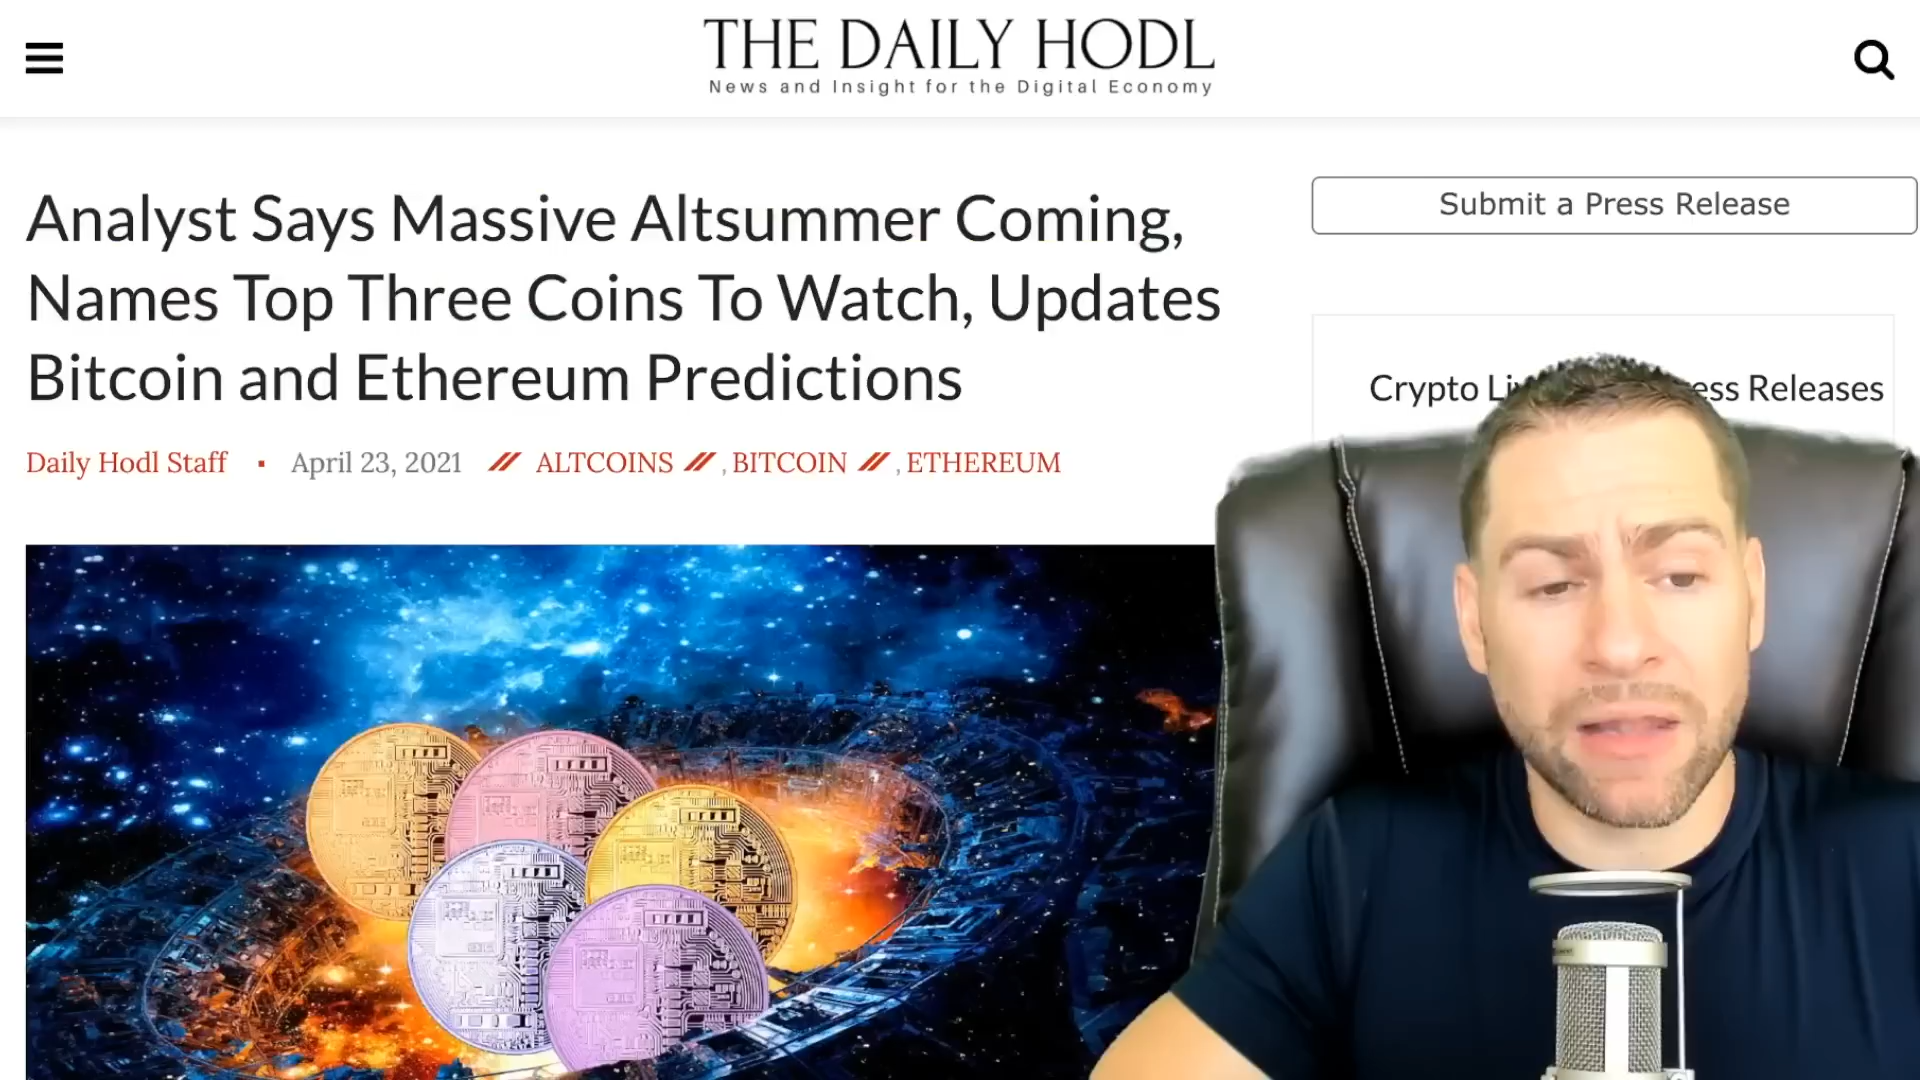 THE DAILY HODL
News and Insight for the Digital Economy
Analyst Says Massive Altsummer Coming,
Names Top Three Coins To Watch, Updates
Bitcoin and Ethereum Predictions
Daily Hodl Staff · April 23, 2021 // ALTCOINS // , BITCOIN // , ETHEREUM
Submit a Press Release
Crypto Releases